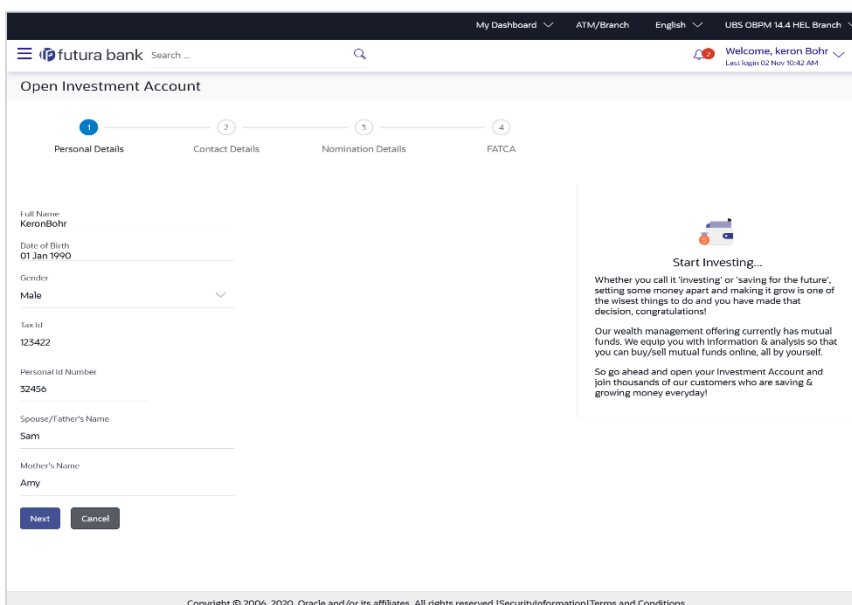 My Dashboard ATM/Branch English UBS OBPM 14.4 HEL Branch
futura bank Search ... 2 Welcome, keron Bohr
Last login 02 Nov 10:42 AM
Open Investment Account
1 2 3 4
Personal Details Contact Details Nomination Details FATCA
Full Name
KeronBohr
Date of Birth
01 Jan 1990
Gender
Male
Tax Id
123422
Personal Id Number
32456
Spouse/Father's Name
Sam
Mother's Name
Amy
Next Cancel
Start Investing...
Whether you call it 'investing' or 'saving for the future',
setting some money apart and making it grow is one of
the wisest things to do and you have made that
decision, congratulations!
Our wealth management offering currently has mutual
funds. We equip you with information & analysis so that
you can buy/sell mutual funds online, all by yourself.
So go ahead and open your Investment Account and
join thousands of our customers who are saving &
growing money everyday!
Copyright © 2006, 2020, Oracle and/or its affiliates. All rights reserved.|SecurityInformation|Terms and Conditions